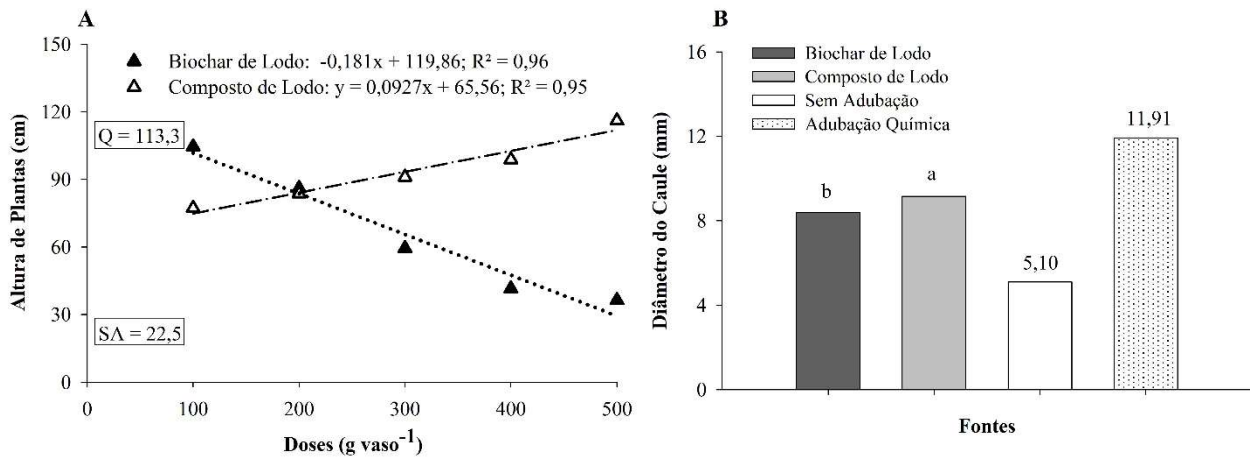 A
150
120
90
60
30
0
Altura de Plantas (cm)
Biochar de Lodo: -0,181x + 119,86; R² = 0,96
Composto de Lodo: y = 0,0927x + 65,56; R² = 0,95
Q = 113,3
SA = 22,5
0 100 200 300 400 500
Doses (g vaso⁻¹)
B
16
12
8
4
0
Diâmetro do Caule (mm)
Biochar de Lodo
Composto de Lodo
Sem Adubação
Adubação Química
b
a
5,10
11,91
Fontes